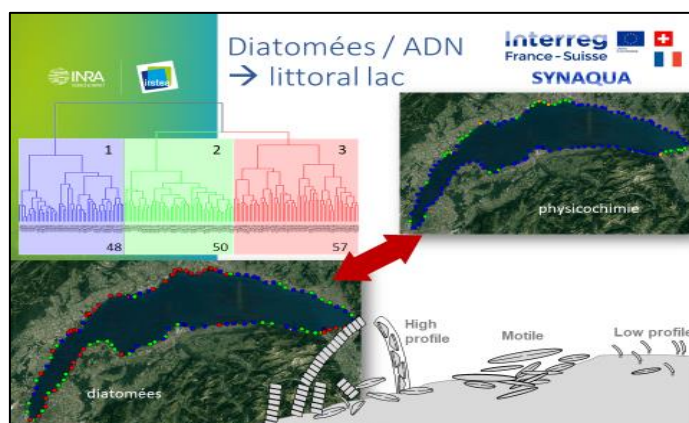 Diatomées / ADN
→ littoral lac
INRA
irstea
Interreg
France - Suisse
SYNAQUA
1 2 3
48 50 57
physicochimie
diatomées
High
profile
Motile
Low profile